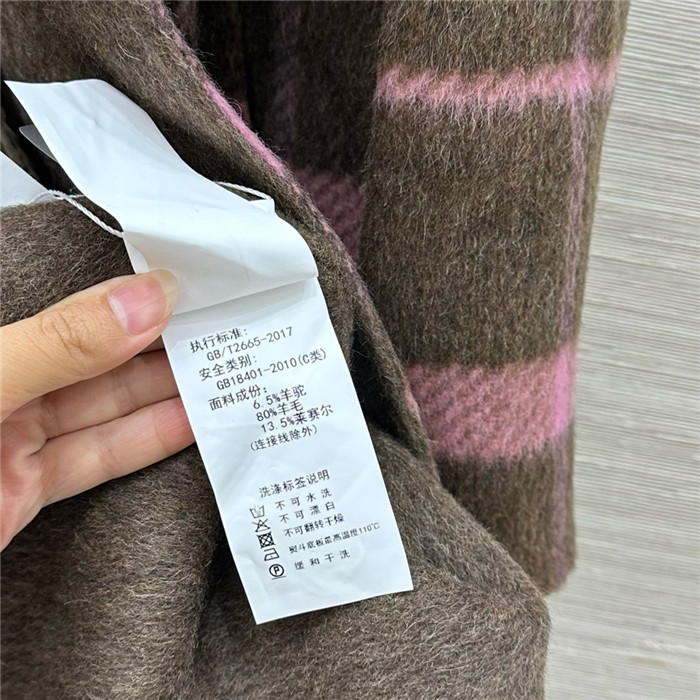 执行标准:
GB/T2665-2017
安全类别:
GB18401-2010(C类)
面料成份:
6.5%羊驼
80%羊毛
13.5%莱赛尔
(连接线除外)
洗涤标签说明
不可水洗
不可漂白
不可翻转干燥
熨斗底板最高温度110℃
P 缓和干洗